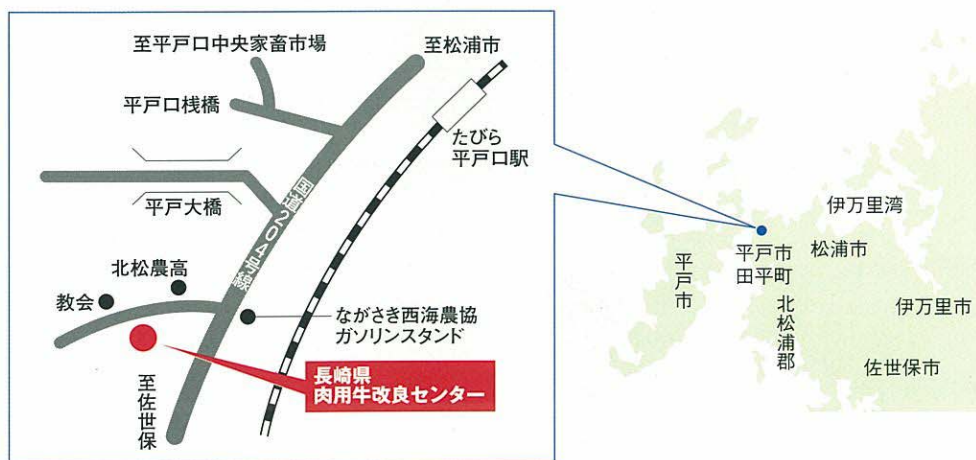 至平戸口中央家畜市場
至松浦市
平戸口桟橋
たびら
平戸口駅
国道204号線
平戸大橋
北松農高
教会
ながさき西海農協
ガソリンスタンド
長崎県
肉用牛改良センター
至佐世保
伊万里湾
平戸市
田平町
松浦市
平戸市
北松浦郡
伊万里市
佐世保市